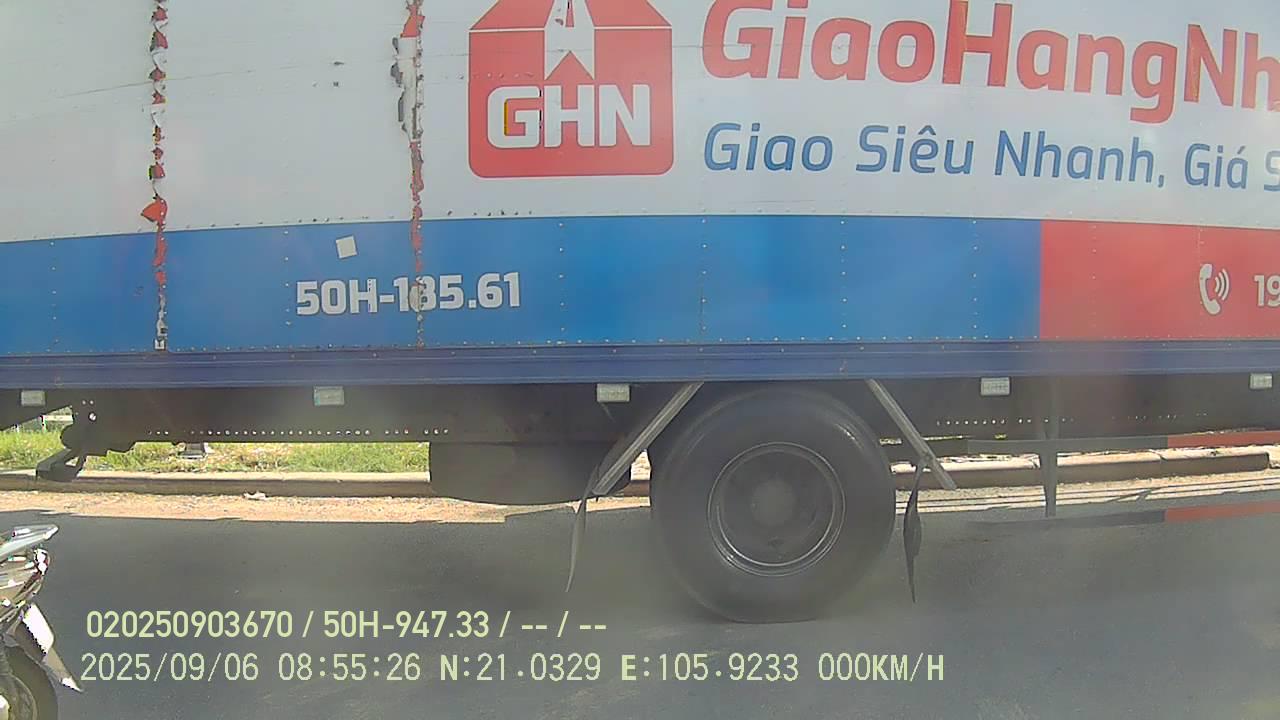 GHN
GiaoHangNh
Giao Siêu Nhanh, Giá S
50H-185.61
19
020250903670 / 50H-947.33 / -- / --
2025/09/06 08:55:26 N:21.0329 E:105.9233 000KM/H